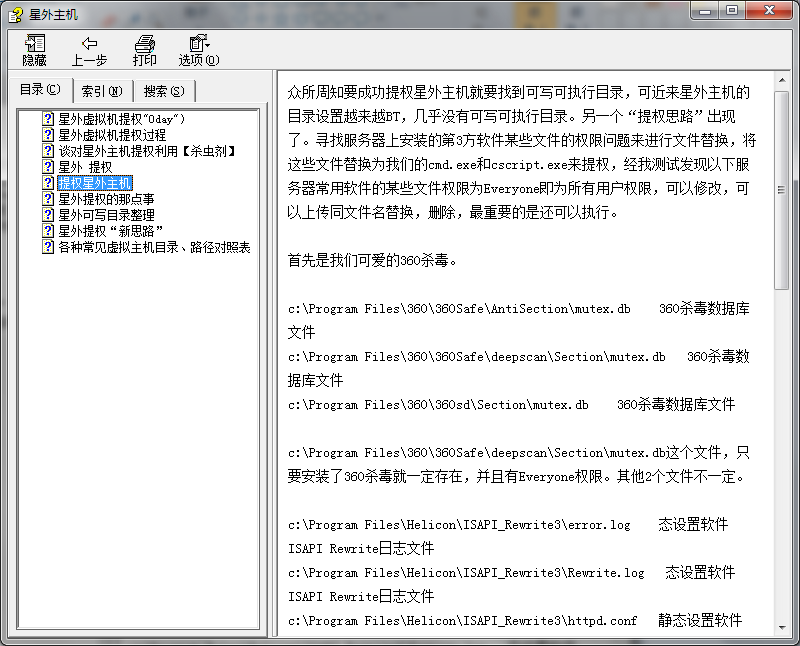 星外主机
隐藏 上一步 打印 选项(O)
目录(C) 索引(N) 搜索(S)
星外虚拟机提权"0day")
星外虚拟机提权过程
谈对星外主机提权利用【杀虫剂】
星外 提权
提权星外主机
星外提权的那点事
星外可写目录整理
星外提权“新思路”
各种常见虚拟主机目录、路径对照表
众所周知要成功提权星外主机就要找到可写可执行目录，可近来星外主机的
目录设置越来越BT，几乎没有可写可执行目录。另一个“提权思路”出现
了。寻找服务器上安装的第3方软件某些文件的权限问题来进行文件替换，将
这些文件替换为我们的cmd.exe和cscript.exe来提权，经我测试发现以下服
务器常用软件的某些文件权限为Everyone即为所有用户权限，可以修改，可
以上传同文件名替换，删除，最重要的是还可以执行。
首先是我们可爱的360杀毒。
c:\Program Files\360\360Safe\AntiSection\mutex.db 360杀毒数据库
文件
c:\Program Files\360\360Safe\deepscan\Section\mutex.db 360杀毒数
据库文件
c:\Program Files\360\360sd\Section\mutex.db 360杀毒数据库文件
c:\Program Files\360\360Safe\deepscan\Section\mutex.db这个文件，只
要安装了360杀毒就一定存在，并且有Everyone权限。其他2个文件不一定。
c:\Program Files\Helicon\ISAPI_Rewrite3\error.log 态设置软件
ISAPI Rewrite日志文件
c:\Program Files\Helicon\ISAPI_Rewrite3\Rewrite.log 态设置软件
ISAPI Rewrite日志文件
c:\Program Files\Helicon\ISAPI_Rewrite3\httpd.conf 静态设置软件